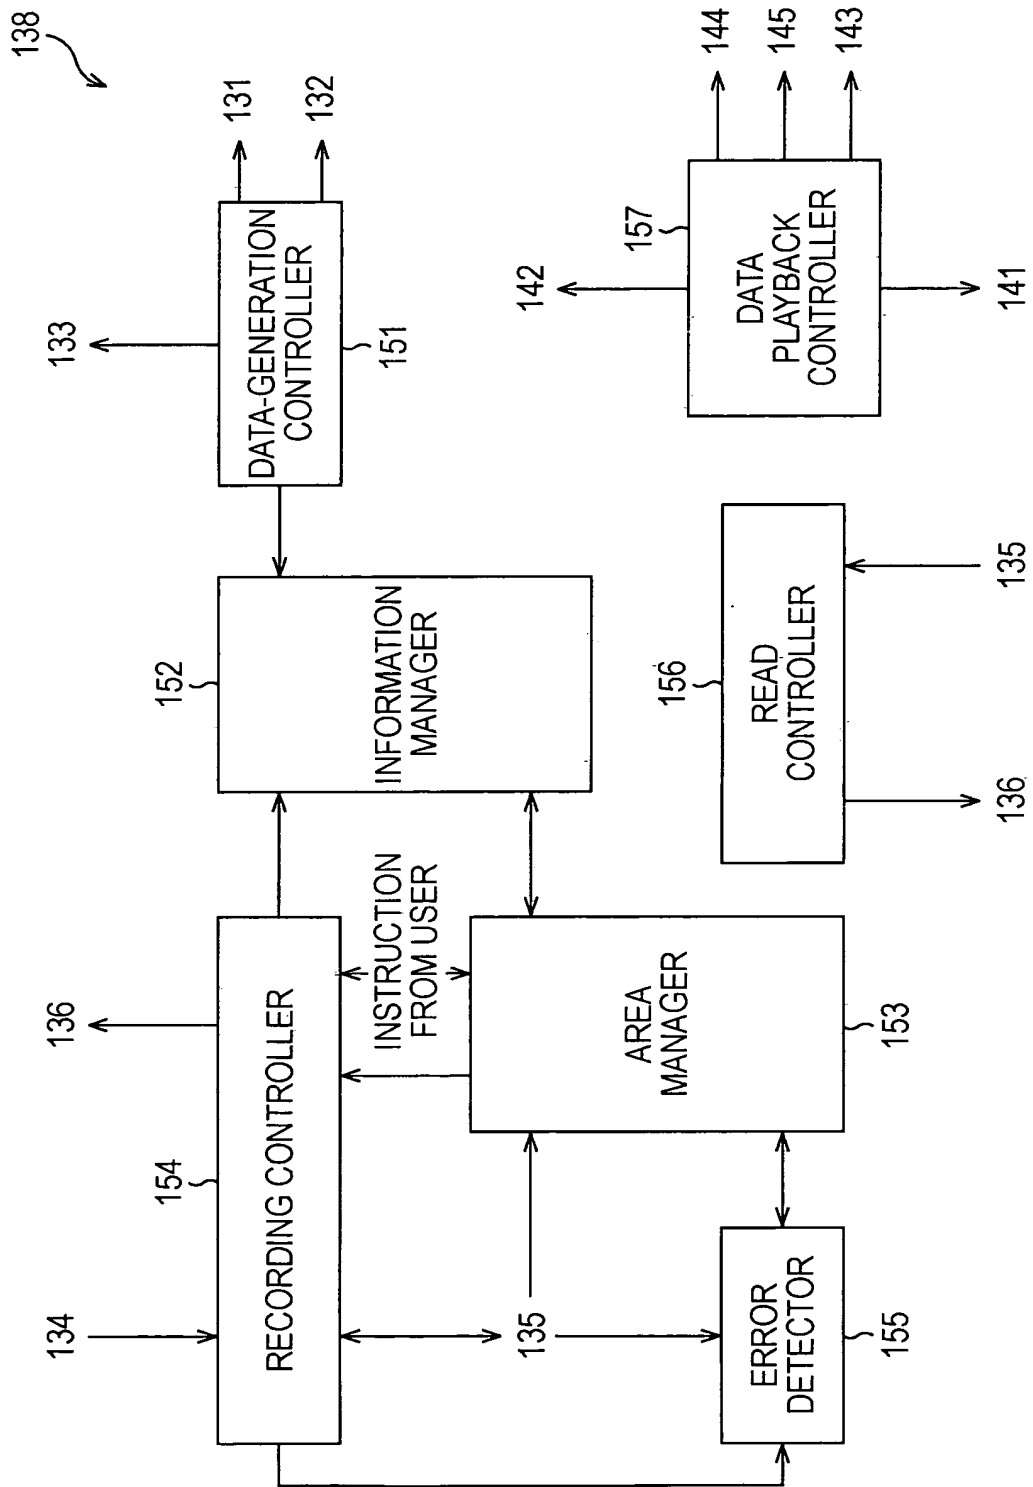 138
134
136
133
131
132
154
RECORDING CONTROLLER
152
INFORMATION
MANAGER
DATA-GENERATION
CONTROLLER
151
INSTRUCTION
FROM USER
135
AREA
MANAGER
153
ERROR
DETECTOR
155
156
READ
CONTROLLER
136
135
142
157
DATA
PLAYBACK
CONTROLLER
141
144
145
143